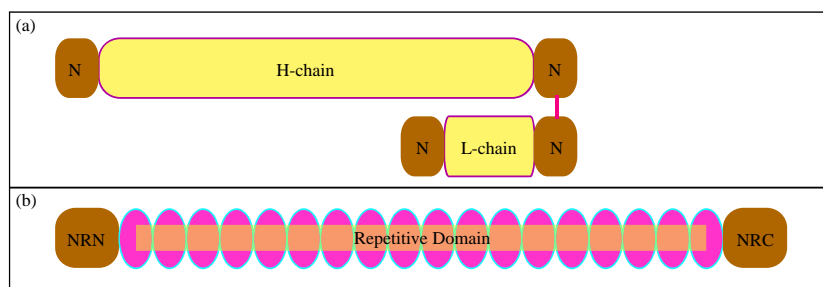 (a)
N H-chain N
N L-chain N
(b)
NRN Repetitive Domain NRC